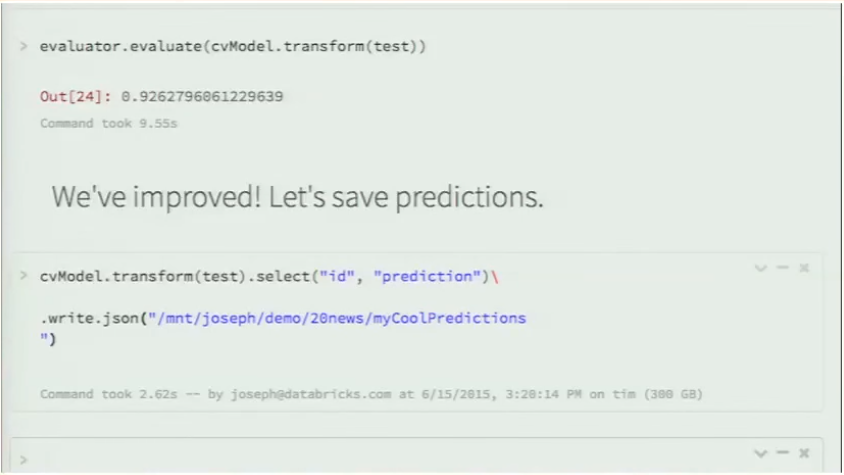 > evaluator.evaluate(cvModel.transform(test))
Out[24]: 0.9262796061229639
Command took 9.55s
We've improved! Let's save predictions.
> cvModel.transform(test).select("id", "prediction")\
.write.json("/mnt/joseph/demo/20news/myCoolPredictions
")
Command took 2.62s -- by joseph@databricks.com at 6/15/2015, 3:20:14 PM on tim (300 GB)
>